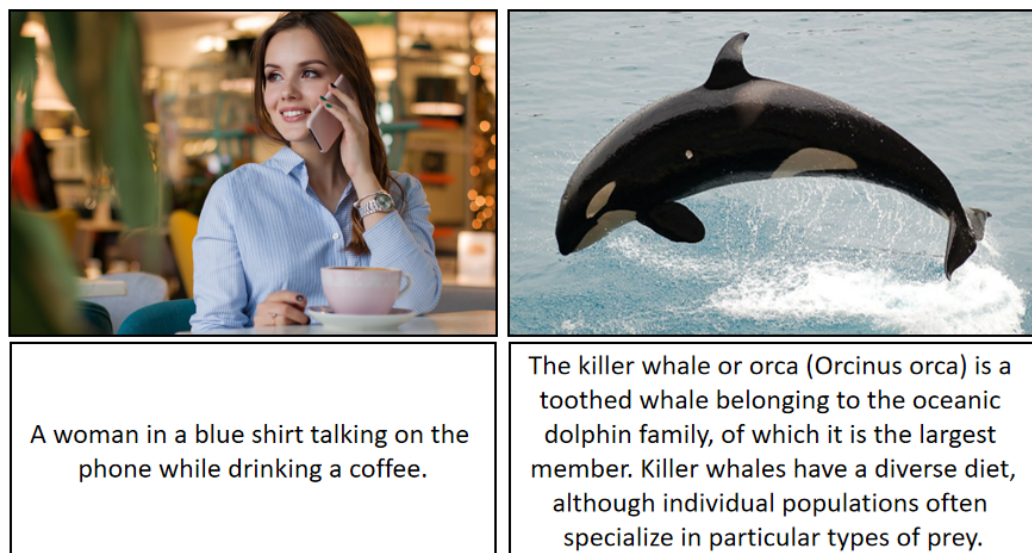 A woman in a blue shirt talking on the
phone while drinking a coffee.
The killer whale or orca (Orcinus orca) is a
toothed whale belonging to the oceanic
dolphin family, of which it is the largest
member. Killer whales have a diverse diet,
although individual populations often
specialize in particular types of prey.